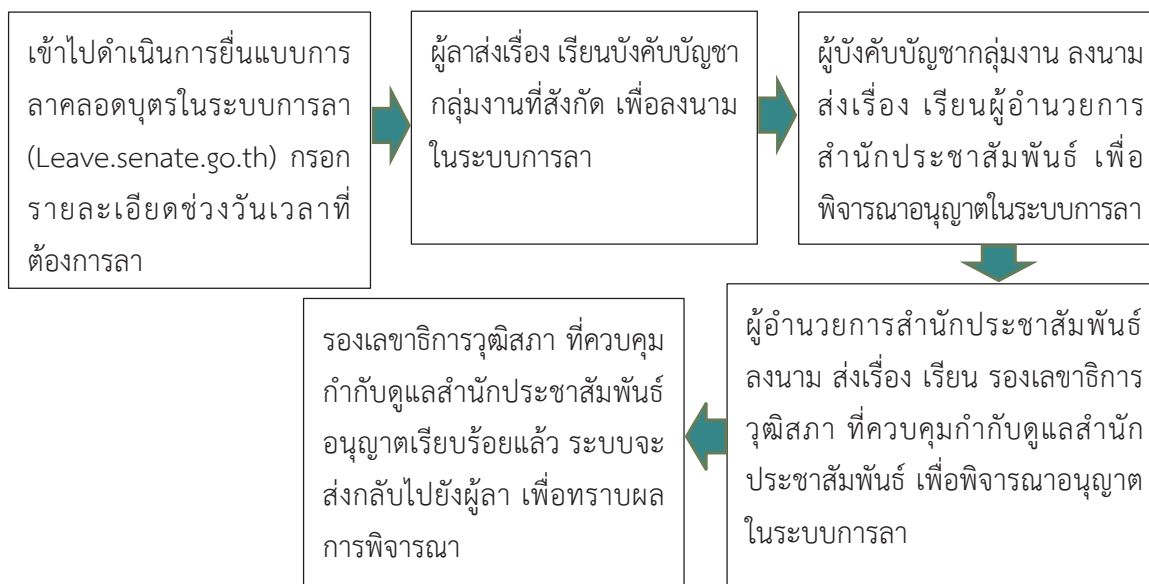 เข้าไปดำเนินการยื่นแบบการ
ลาคลอดบุตรในระบบการลา
(Leave.senate.go.th) กรอก
รายละเอียดช่วงวันเวลาที่
ต้องการลา
ผู้ลาส่งเรื่อง เรียนบังคับบัญชา
กลุ่มงานที่สังกัด เพื่อลงนาม
ในระบบการลา
ผู้บังคับบัญชากลุ่มงาน ลงนาม
ส่งเรื่อง เรียนผู้อำนวยการ
สำนักประชาสัมพันธ์ เพื่อ
พิจารณาอนุญาตในระบบการลา
ผู้อำนวยการสำนักประชาสัมพันธ์
ลงนาม ส่งเรื่อง เรียน รองเลขาธิการ
วุฒิสภา ที่ควบคุมกำกับดูแลสำนัก
ประชาสัมพันธ์ เพื่อพิจารณาอนุญาต
ในระบบการลา
รองเลขาธิการวุฒิสภา ที่ควบคุม
กำกับดูแลสำนักประชาสัมพันธ์
อนุญาตเรียบร้อยแล้ว ระบบจะ
ส่งกลับไปยังผู้ลา เพื่อทราบผล
การพิจารณา